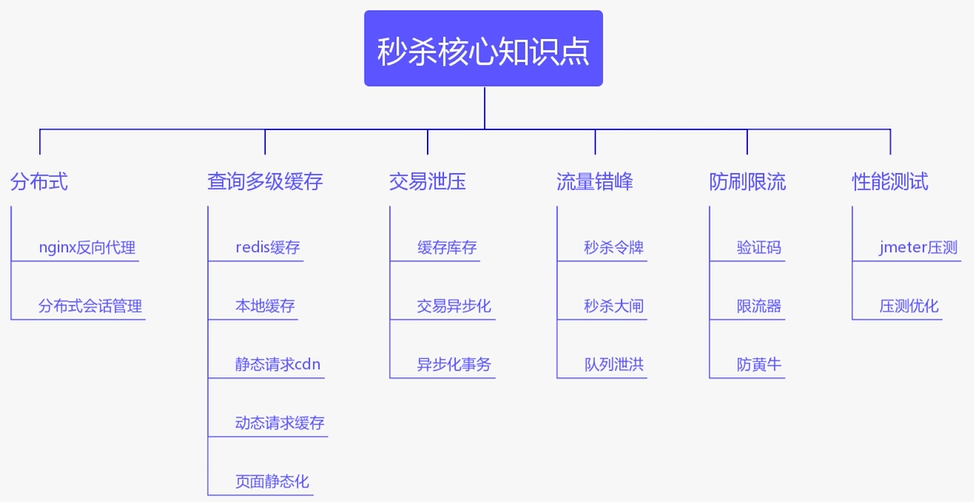 秒杀核心知识点
分布式
nginx反向代理
分布式会话管理
查询多级缓存
redis缓存
本地缓存
静态请求cdn
动态请求缓存
页面静态化
交易泄压
缓存库存
交易异步化
异步化事务
流量错峰
秒杀令牌
秒杀大闸
队列泄洪
防刷限流
验证码
限流器
防黄牛
性能测试
jmeter压测
压测优化